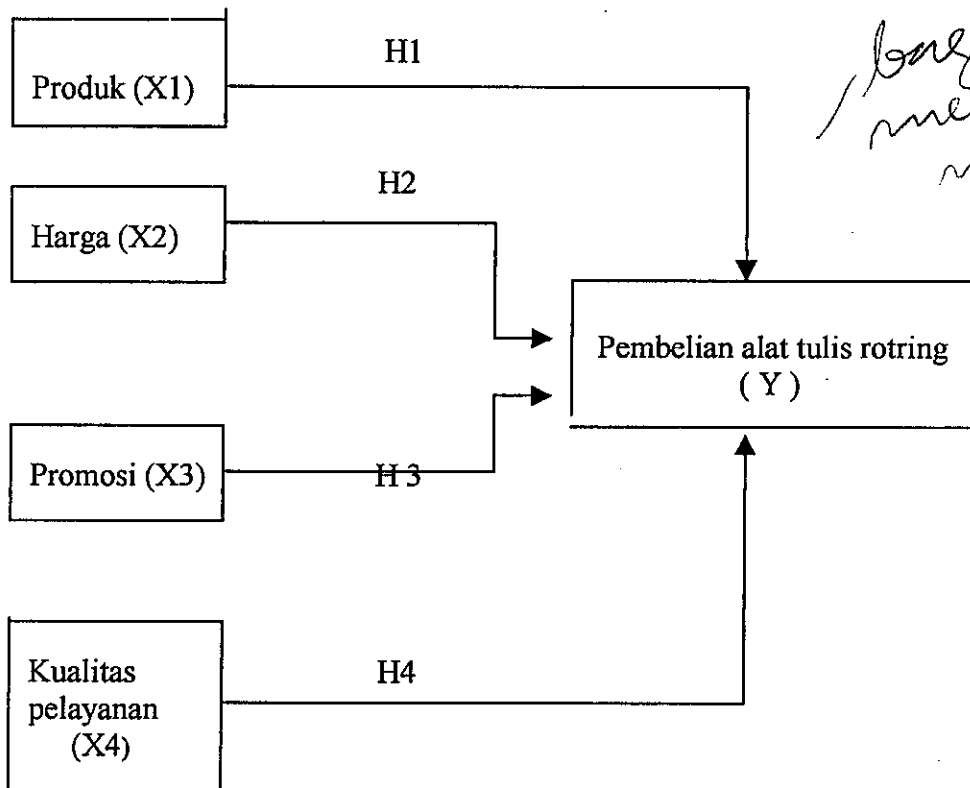 H1
Produk (X1)
H2
Harga (X2)
Pembelian alat tulis rotring
( Y )
Promosi (X3)
H 3
Kualitas
pelayanan
(X4)
H4